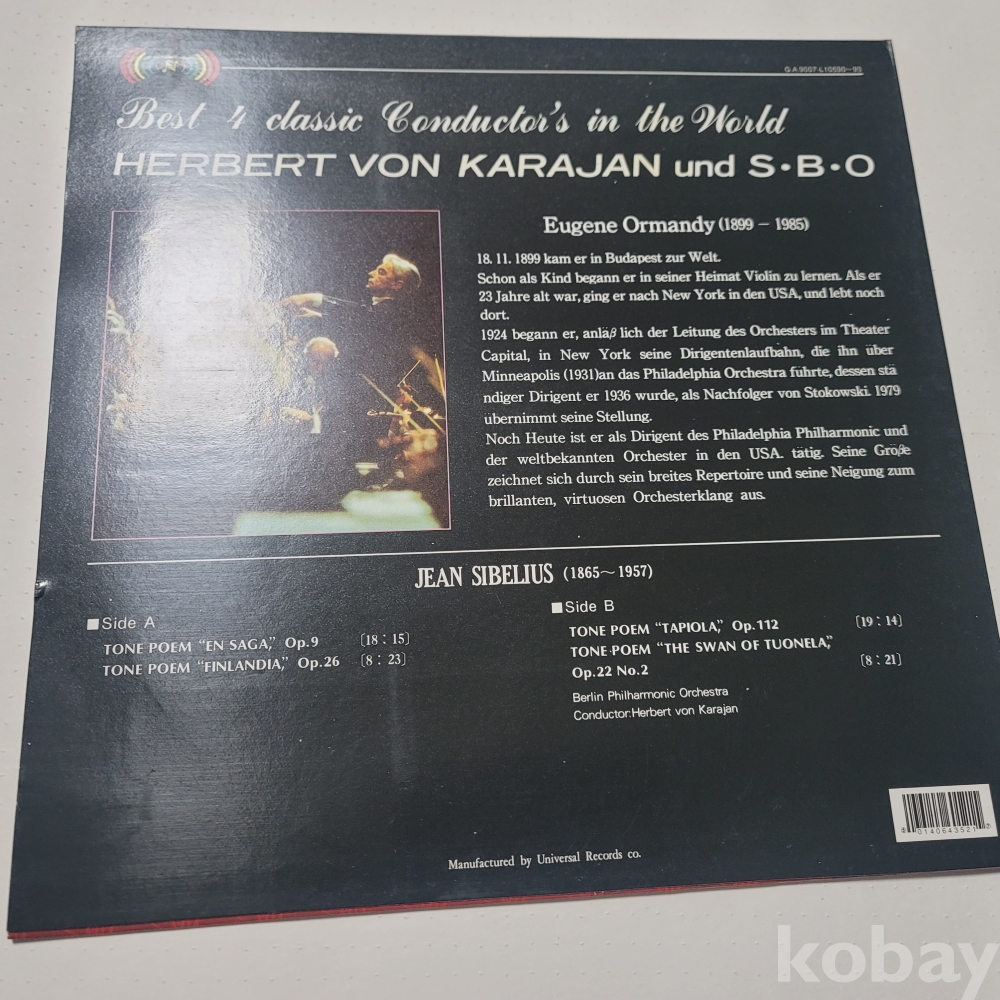 G A 9007-L10590~99
Best 4 classic Conductor's in the World
HERBERT VON KARAJAN und S•B•O
Eugene Ormandy (1899 – 1985)
18. 11. 1899 kam er in Budapest zur Welt.
Schon als Kind begann er in seiner Heimat Violin zu lernen. Als er
23 Jahre alt war, ging er nach New York in den USA, und lebt noch
dort.
1924 begann er, anläß lich der Leitung des Orchesters im Theater
Capital, in New York seine Dirigentenlaufbahn, die ihn über
Minneapolis (1931)an das Philadelphia Orchestra fuhrte, dessen stä
ndiger Dirigent er 1936 wurde, als Nachfolger von Stokowski. 1979
übernimmt seine Stellung.
Noch Heute ist er als Dirigent des Philadelphia Philharmonic und
der weltbekannten Orchester in den USA. tätig. Seine Größe
zeichnet sich durch sein breites Repertoire und seine Neigung zum
brillanten, virtuosen Orchesterklang aus.
JEAN SIBELIUS (1865~1957)
■Side A
TONE POEM "EN SAGA," Op.9 〔18 : 15〕
TONE POEM "FINLANDIA," Op.26 〔8 : 23〕
■Side B
TONE POEM "TAPIOLA," Op.112 〔19 : 14〕
TONE POEM "THE SWAN OF TUONELA,"
Op.22 No.2 〔8 : 21〕
Berlin Philharmonic Orchestra
Conductor:Herbert von Karajan
Manufactured by Universal Records co.
kobay